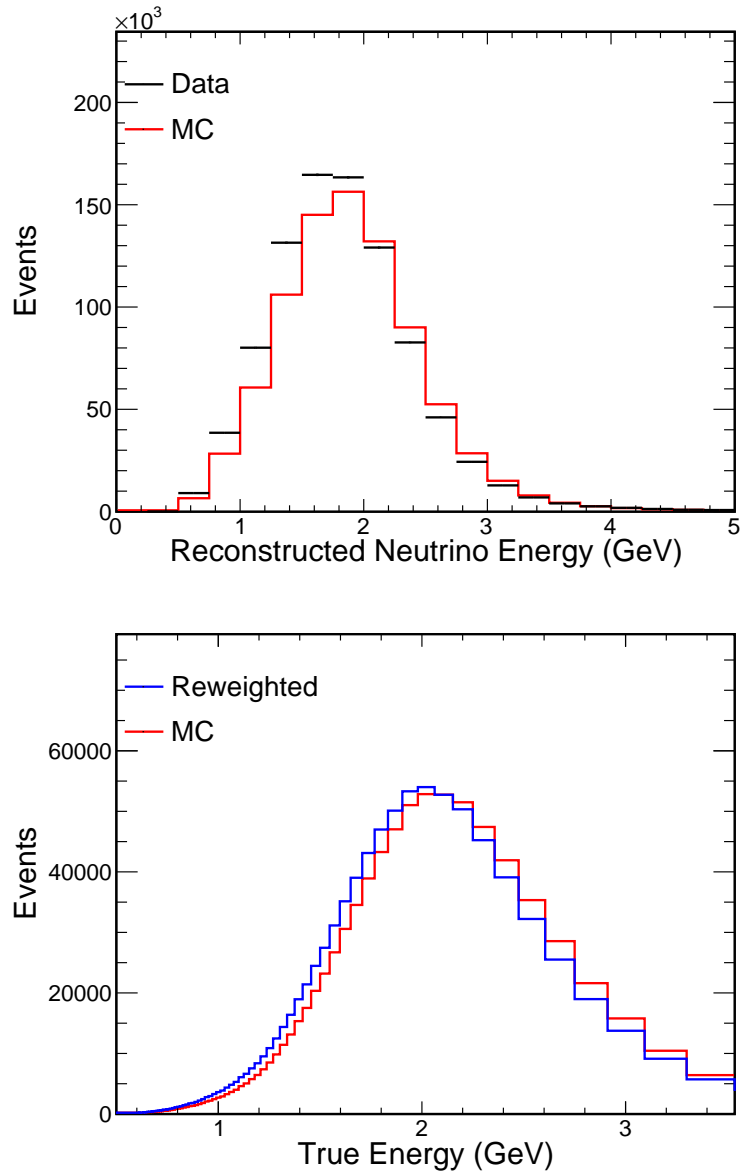 ×10³
200
150
100
50
0
Events
Data
MC
0 1 2 3 4 5
Reconstructed Neutrino Energy (GeV)
60000
40000
20000
0
Events
Reweighted
MC
1 2 3
True Energy (GeV)